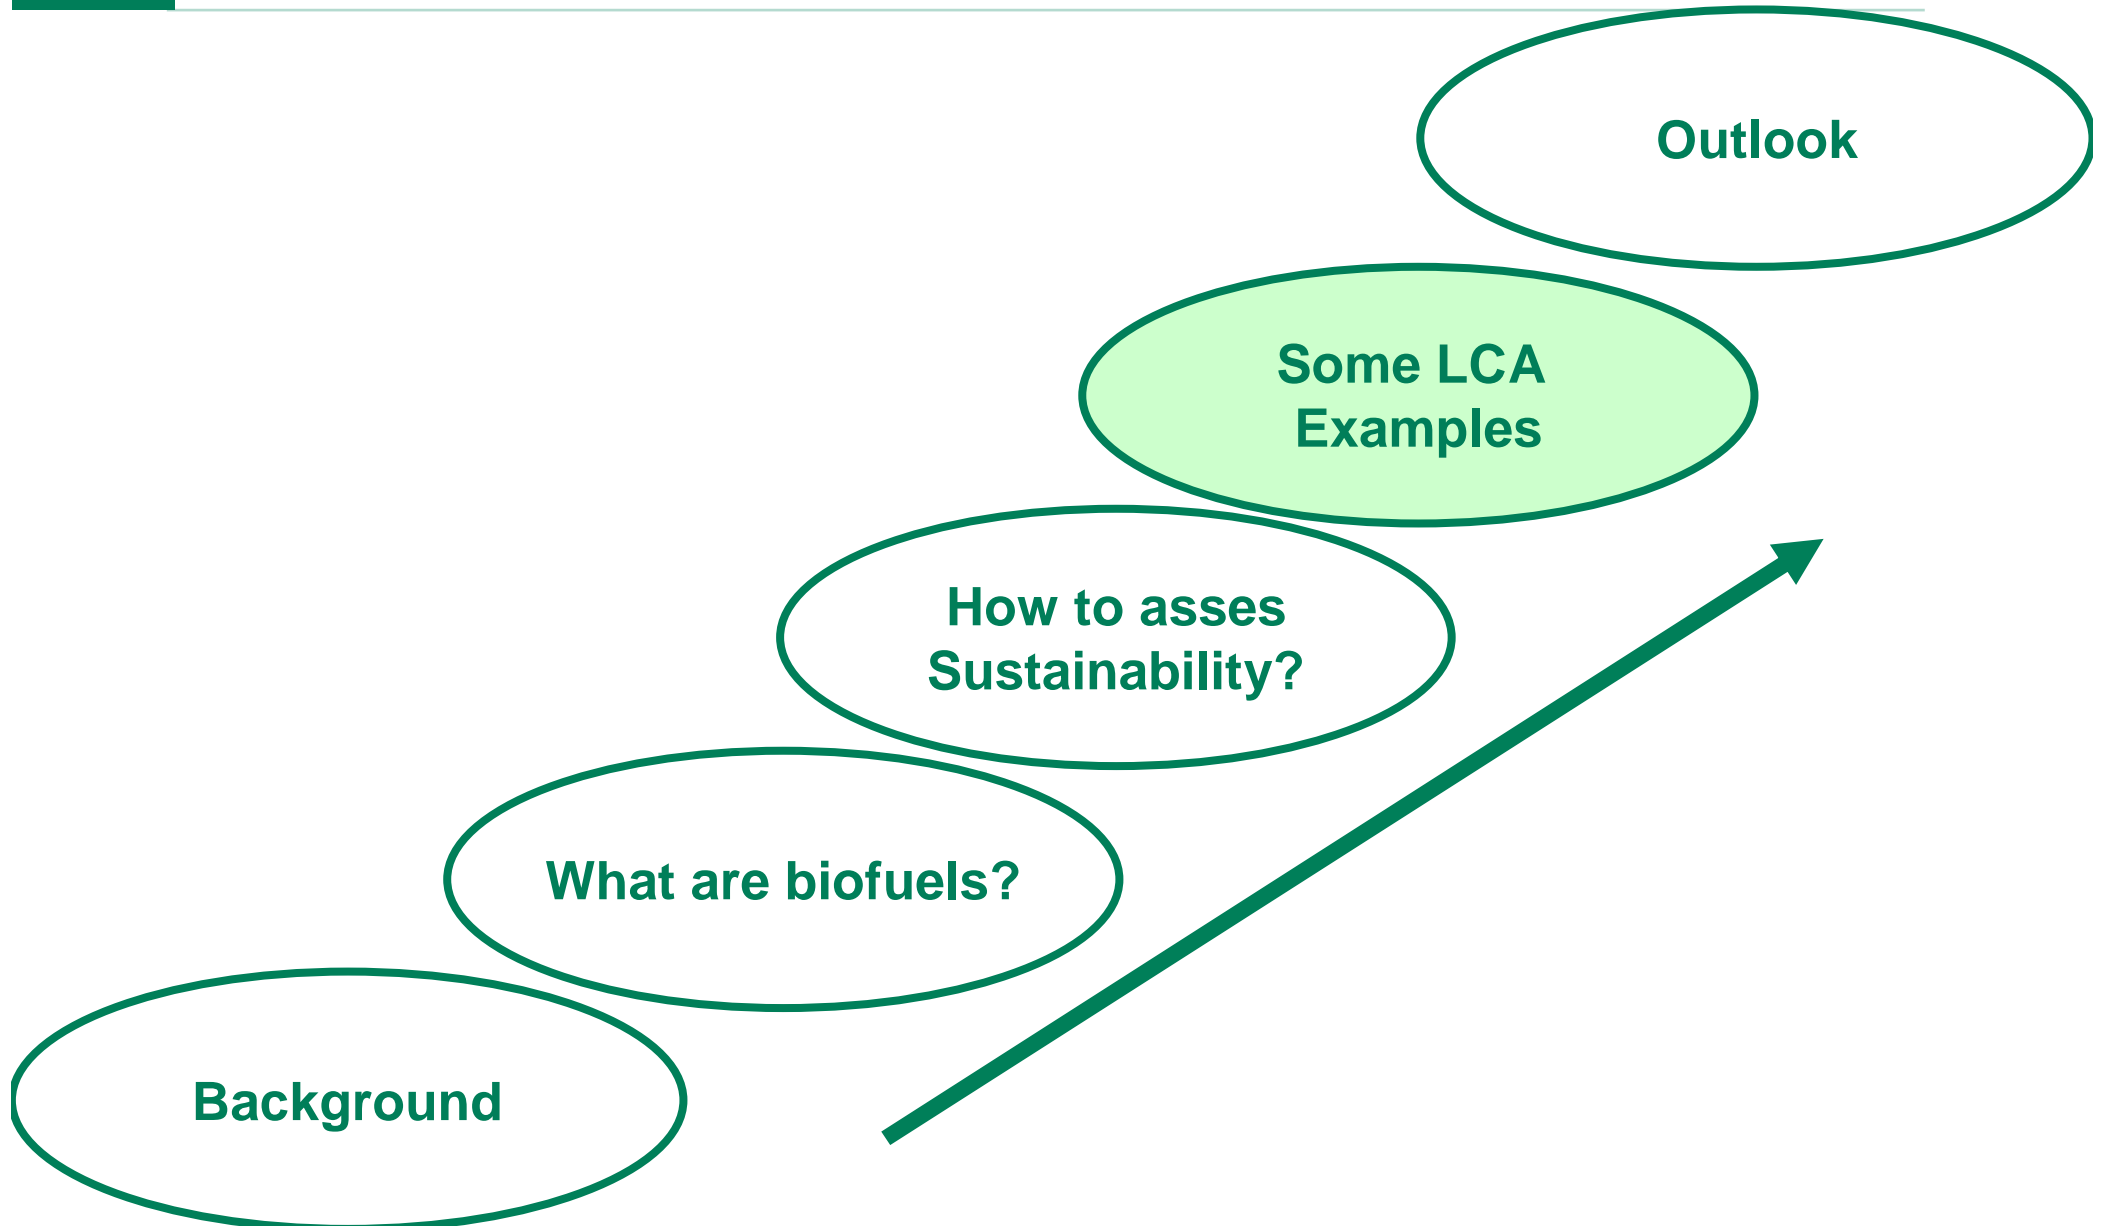 Outlook
Some LCA
Examples
How to asses
Sustainability?
What are biofuels?
Background